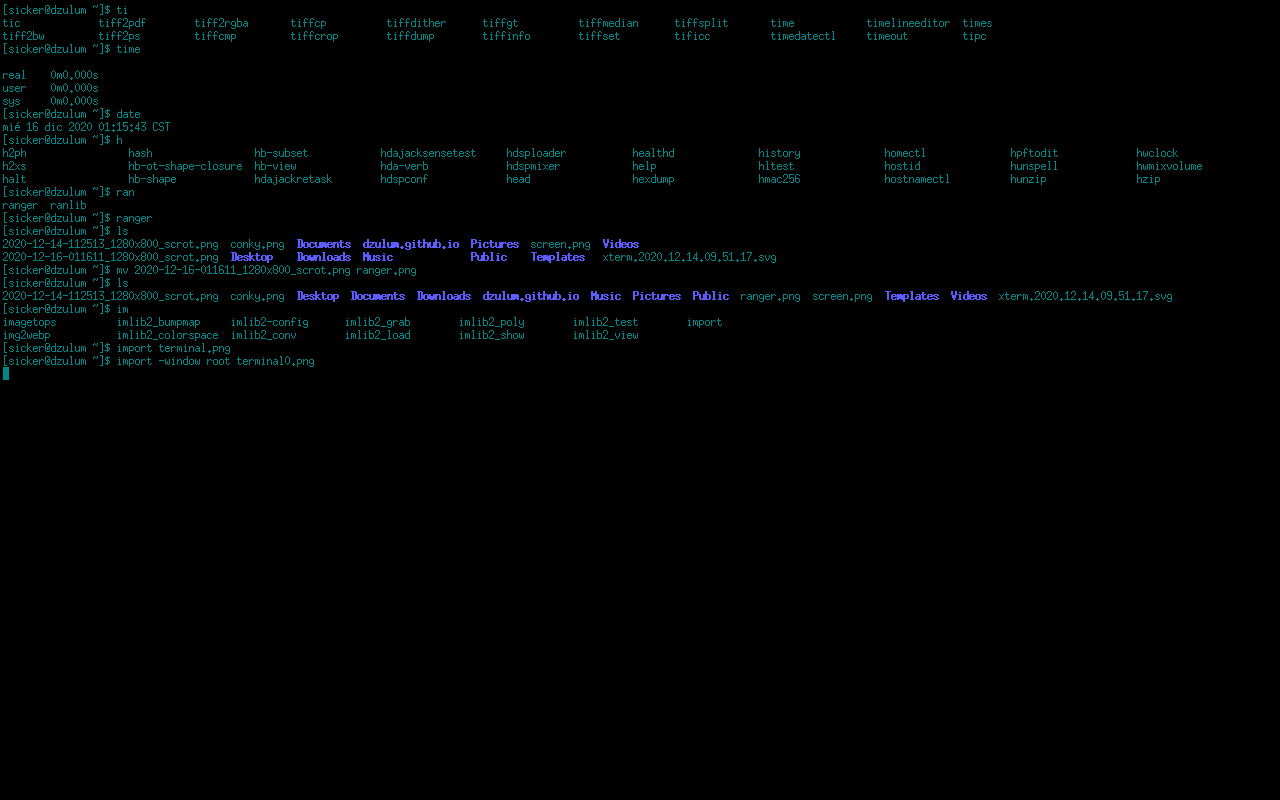 [sicker@dzulum ~]$ ti
tic tiff2pdf tiff2rgba tiffcp tiffdither tiffgt tiffmedian tiffsplit time timelineeditor times
tiff2bw tiff2ps tiffcmp tiffcrop tiffdump tiffinfo tiffset tificc timedatectl timeout tipc
[sicker@dzulum ~]$ time
real 0m0.000s
user 0m0.000s
sys 0m0.000s
[sicker@dzulum ~]$ date
mié 16 dic 2020 01:15:43 CST
[sicker@dzulum ~]$ h
h2ph hash hb-subset hdajacksensetest hdsploader healthd history homectl hpftodit hwclock
h2xs hb-ot-shape-closure hb-view hda-verb hdspmixer help hltest hostid hunspell hwmixvolume
halt hb-shape hdajackretask hdspconf head hexdump hmac256 hostnamectl hunzip hzip
[sicker@dzulum ~]$ ran
ranger ranlib
[sicker@dzulum ~]$ ranger
[sicker@dzulum ~]$ ls
2020-12-14-112513_1280x800_scrot.png conky.png Documents dzulum.github.io Pictures screen.png Videos
2020-12-16-011611_1280x800_scrot.png Desktop Downloads Music Public Templates xterm.2020.12.14.09.51.17.svg
[sicker@dzulum ~]$ mv 2020-12-16-011611_1280x800_scrot.png ranger.png
[sicker@dzulum ~]$ ls
2020-12-14-112513_1280x800_scrot.png conky.png Desktop Documents Downloads dzulum.github.io Music Pictures Public ranger.png screen.png Templates Videos xterm.2020.12.14.09.51.17.svg
[sicker@dzulum ~]$ im
imagetops imlib2_bumpmap imlib2-config imlib2_grab imlib2_poly imlib2_test import
img2webp imlib2_colorspace imlib2_conv imlib2_load imlib2_show imlib2_view
[sicker@dzulum ~]$ import terminal.png
[sicker@dzulum ~]$ import -window root terminal0.png